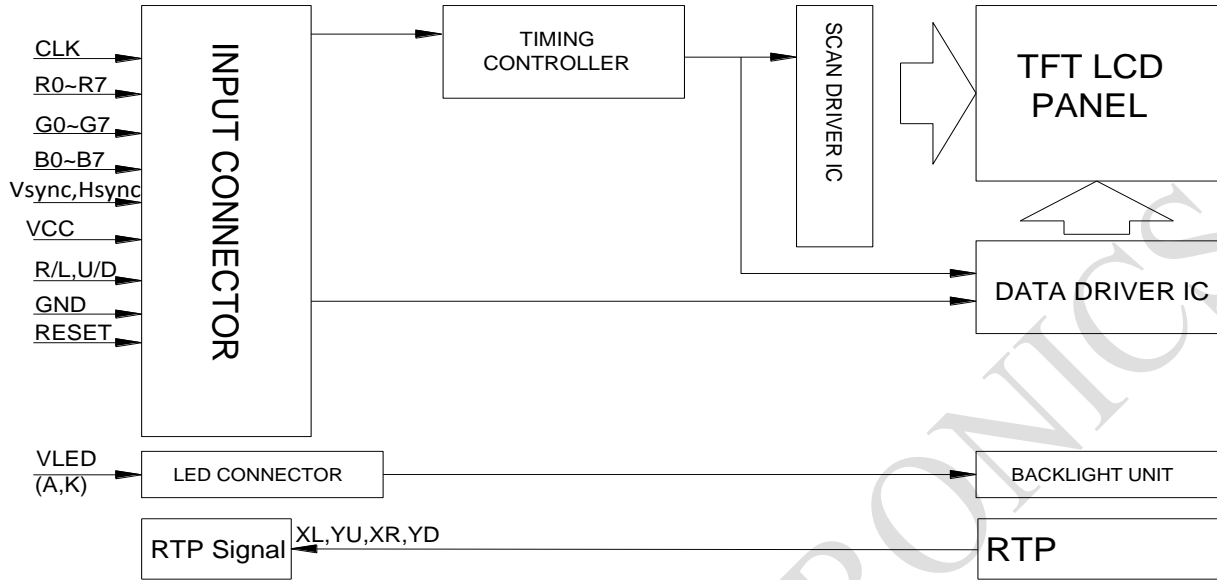 CLK
R0~R7
G0~G7
B0~B7
Vsync,Hsync
VCC
R/L,U/D
GND
RESET
INPUT CONNECTOR
TIMING
CONTROLLER
SCAN DRIVER IC
TFT LCD
PANEL
DATA DRIVER IC
VLED
(A,K)
LED CONNECTOR
BACKLIGHT UNIT
RTP Signal
XL,YU,XR,YD
RTP
RONICS